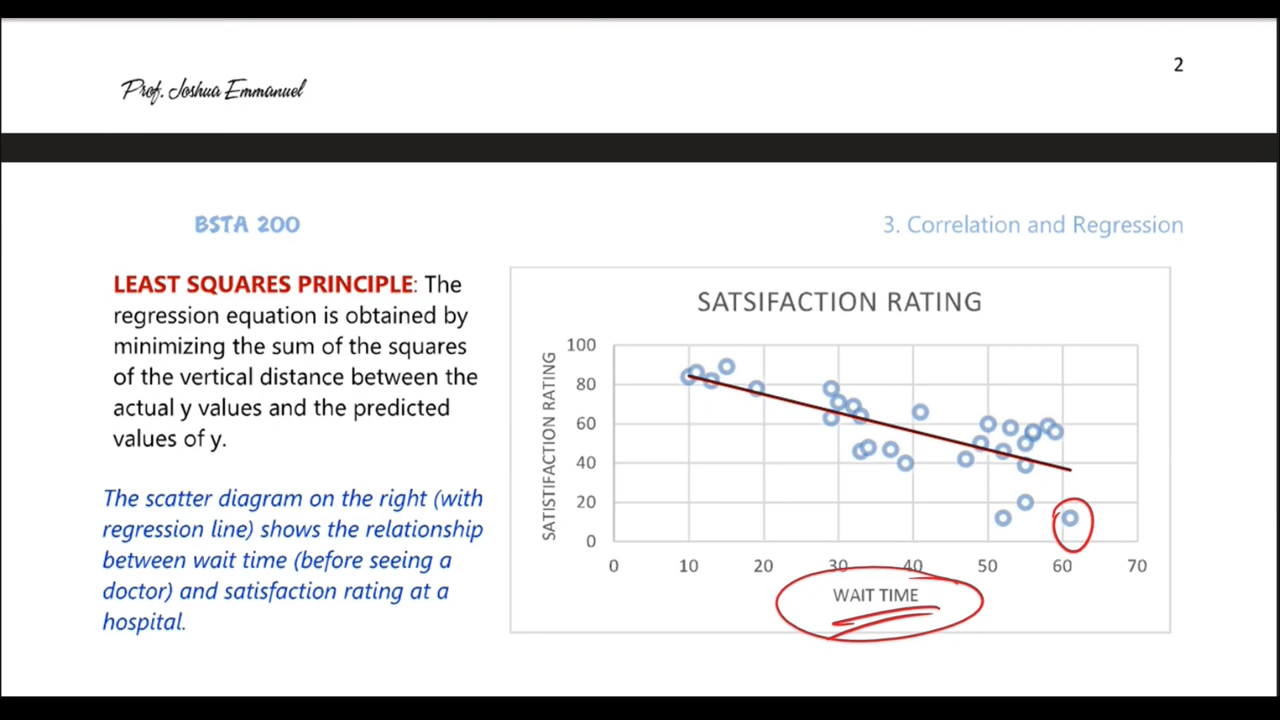 2
Prof. Joshua Emmanuel
BSTA 200
3. Correlation and Regression
LEAST SQUARES PRINCIPLE: The
regression equation is obtained by
minimizing the sum of the squares
of the vertical distance between the
actual y values and the predicted
values of y.
The scatter diagram on the right (with
regression line) shows the relationship
between wait time (before seeing a
doctor) and satisfaction rating at a
hospital.
SATSIFACTION RATING
SATISTIFACTION RATING
100
80
60
40
20
0
0 10 20 30 40 50 60 70
WAIT TIME